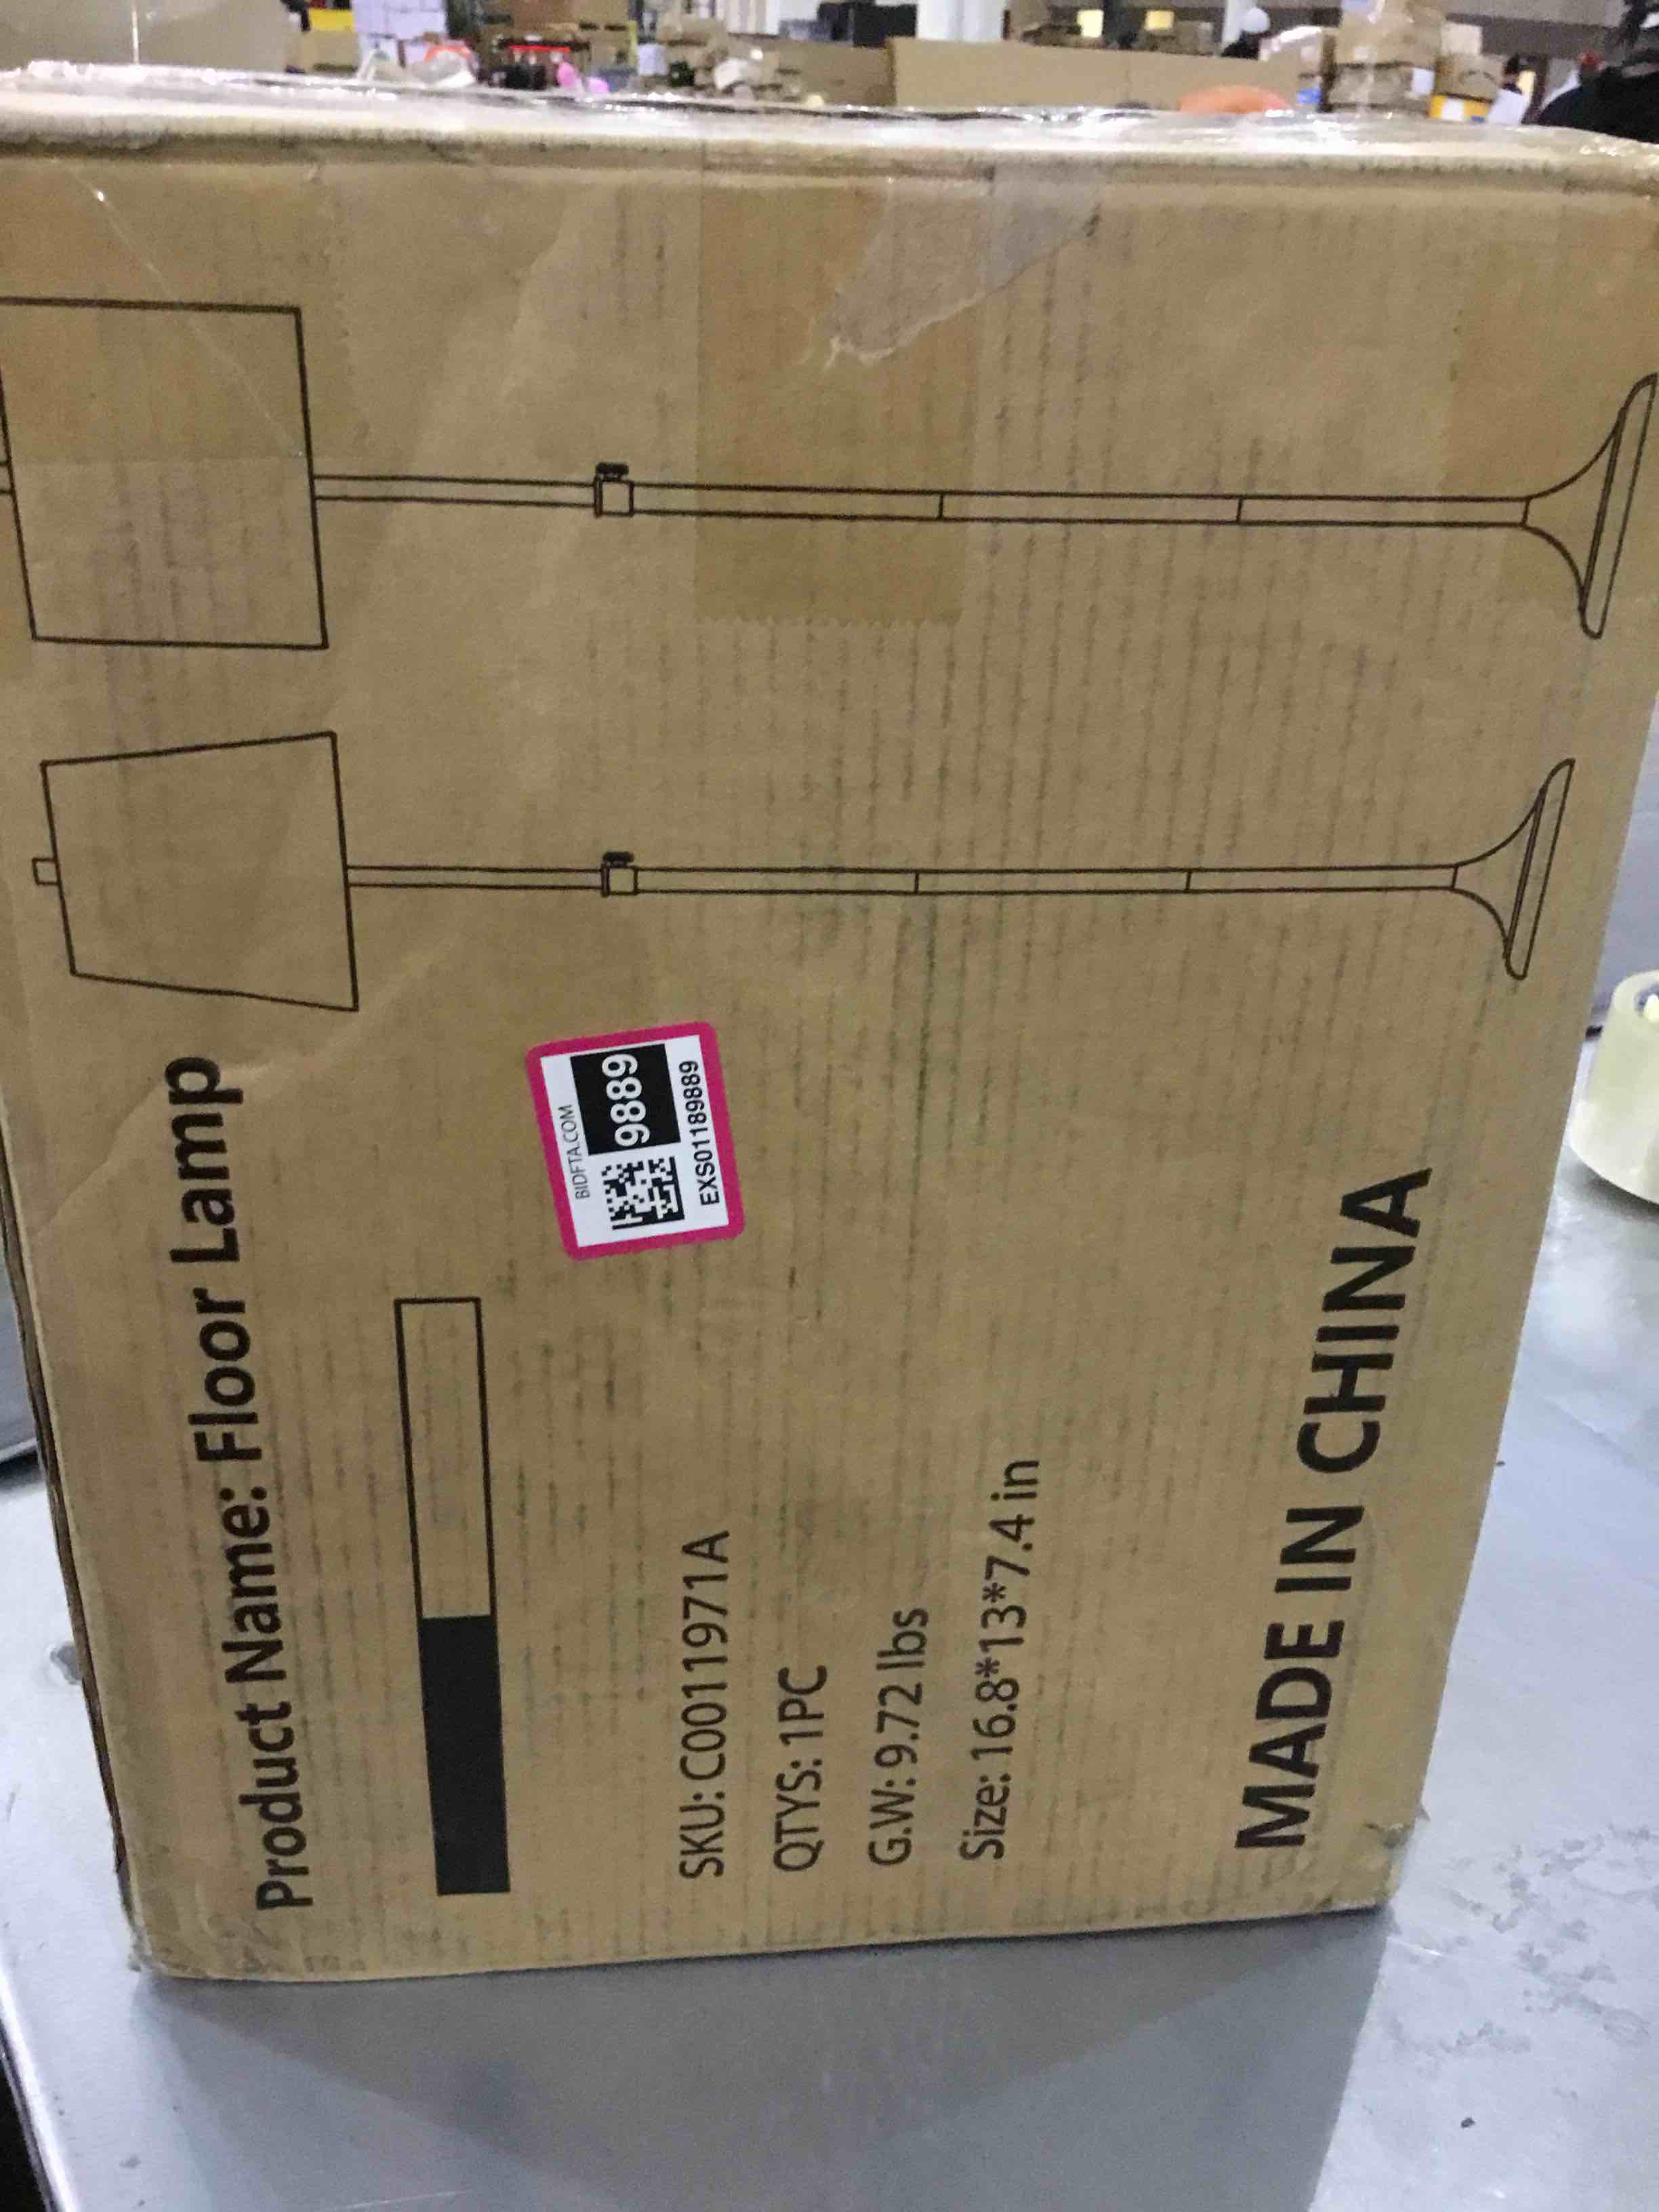 Product Name: Floor Lamp
BIDFTA.COM
9889
EXS01189889
SKU: C0011971A
QTYS: 1PC
G.W: 9.72 lbs
Size: 16.8*13*7.4 in
MADE IN CHINA